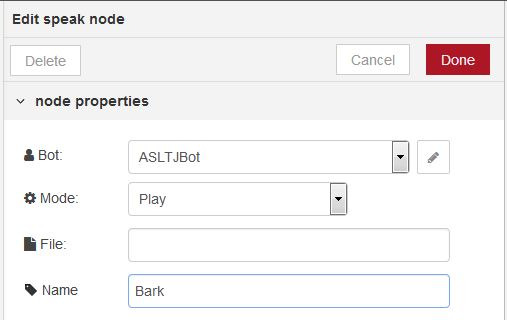 Edit speak node
Delete
Cancel
Done
node properties
Bot:
ASLTJBot
Mode:
Play
File:
Name
Bark